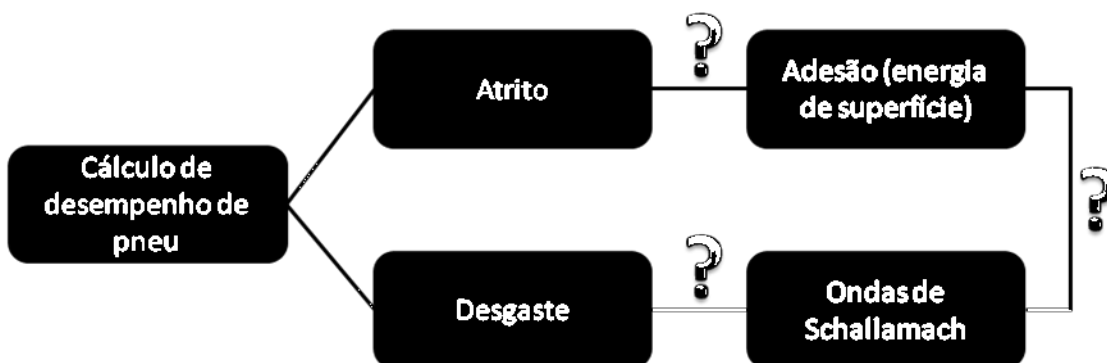 ?
Atrito
Adesão (energia
de superfície)
Cálculo de
desempenho de
pneu
?
?
Desgaste
Ondas de
Schallamach